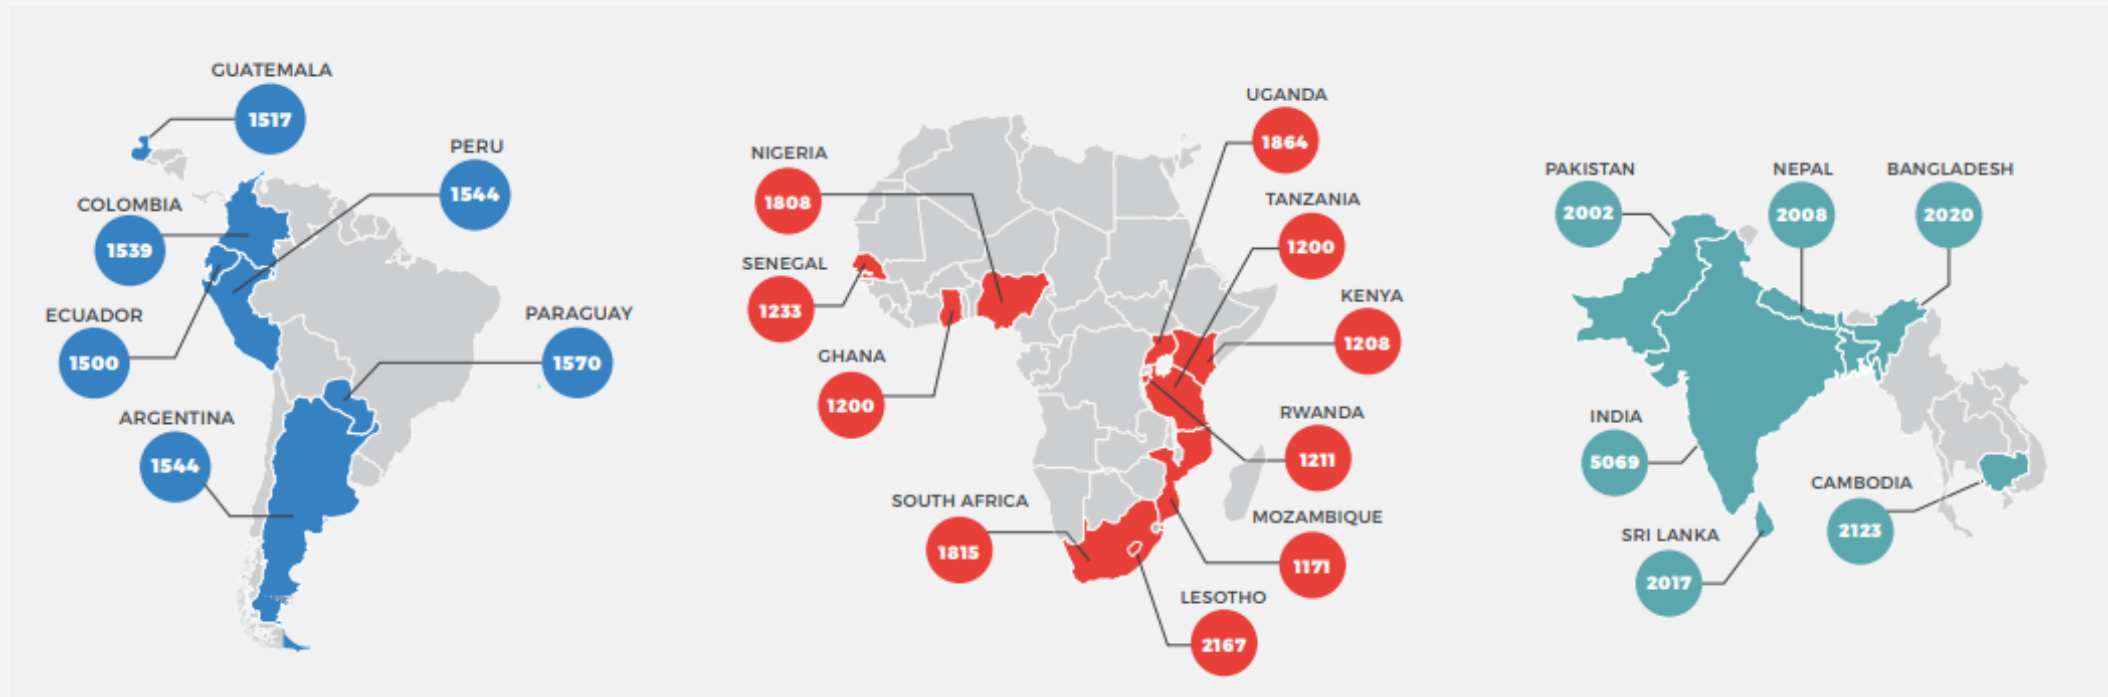 GUATEMALA
1517
PERU
1544
COLOMBIA
1539
ECUADOR
1500
PARAGUAY
1570
ARGENTINA
1544
UGANDA
1864
NIGERIA
1808
TANZANIA
1200
SENEGAL
1233
KENYA
1208
GHANA
1200
RWANDA
1211
SOUTH AFRICA
1815
MOZAMBIQUE
1171
LESOTHO
2167
PAKISTAN
2002
NEPAL
2008
BANGLADESH
2020
INDIA
5069
CAMBODIA
2123
SRI LANKA
2017